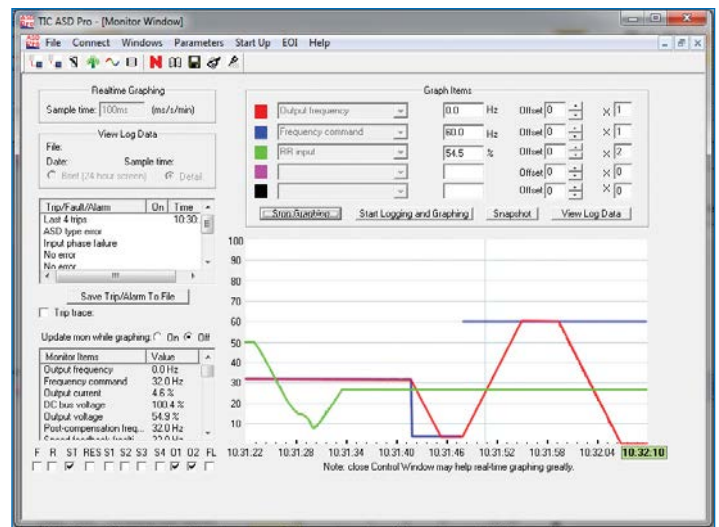 TIC ASD Pro - [Monitor Window]
File Connect Windows Parameters Start Up EOI Help
Realtime Graphing
Sample time: 100ms (ms/s/min)
View Log Data
File:
Date: Sample time:
Brief (24 hour screen) Detail
Trip/Fault/Alarm On Time
Last 4 trips 10:30:
ASD type error
Input phase failure
No error
No error
Save Trip/Alarm To File
Trip trace:
Update mon while graphing: On Off
Monitor Items Value
Output frequency 0.0 Hz
Frequency command 32.0 Hz
Output current 4.6 %
DC bus voltage 100.4 %
Output voltage 54.9 %
Post-compensation freq... 32.0 Hz
F R ST RES S1 S2 S3 S4 O1 O2 FL
Graph Items
Output frequency 0.0 Hz Offset 0 X 1
Frequency command 60.0 Hz Offset 0 X 1
RR input 54.5 % Offset 0 X 2
Offset 0 X 0
Offset 0 X 0
Stop Graphing Start Logging and Graphing Snapshot View Log Data
100
90
80
70
60
50
40
30
20
10
10.31.22 10.31.28 10.31.34 10.31.40 10.31.46 10.31.52 10.31.58 10.32.04 10.32.10
Note: close Control Window may help real-time graphing greatly.